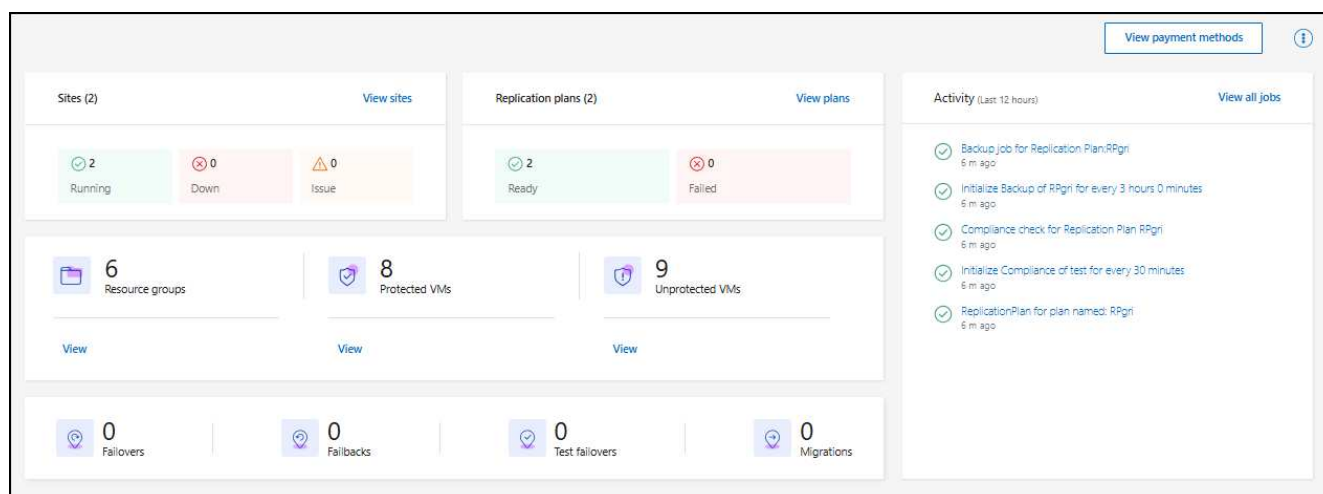 View payment methods
Sites (2)
View sites
2
Running
0
Down
0
Issue
Replication plans (2)
View plans
2
Ready
0
Failed
6
Resource groups
View
8
Protected VMs
View
9
Unprotected VMs
View
0
Failovers
0
Failbacks
0
Test failovers
0
Migrations
Activity (Last 12 hours)
View all jobs
Backup job for Replication Plan:RPgri
6 m ago
Initialize Backup of RPgri for every 3 hours 0 minutes
6 m ago
Compliance check for Replication Plan RPgri
6 m ago
Initialize Compliance of test for every 30 minutes
6 m ago
ReplicationPlan for plan named: RPgri
6 m ago